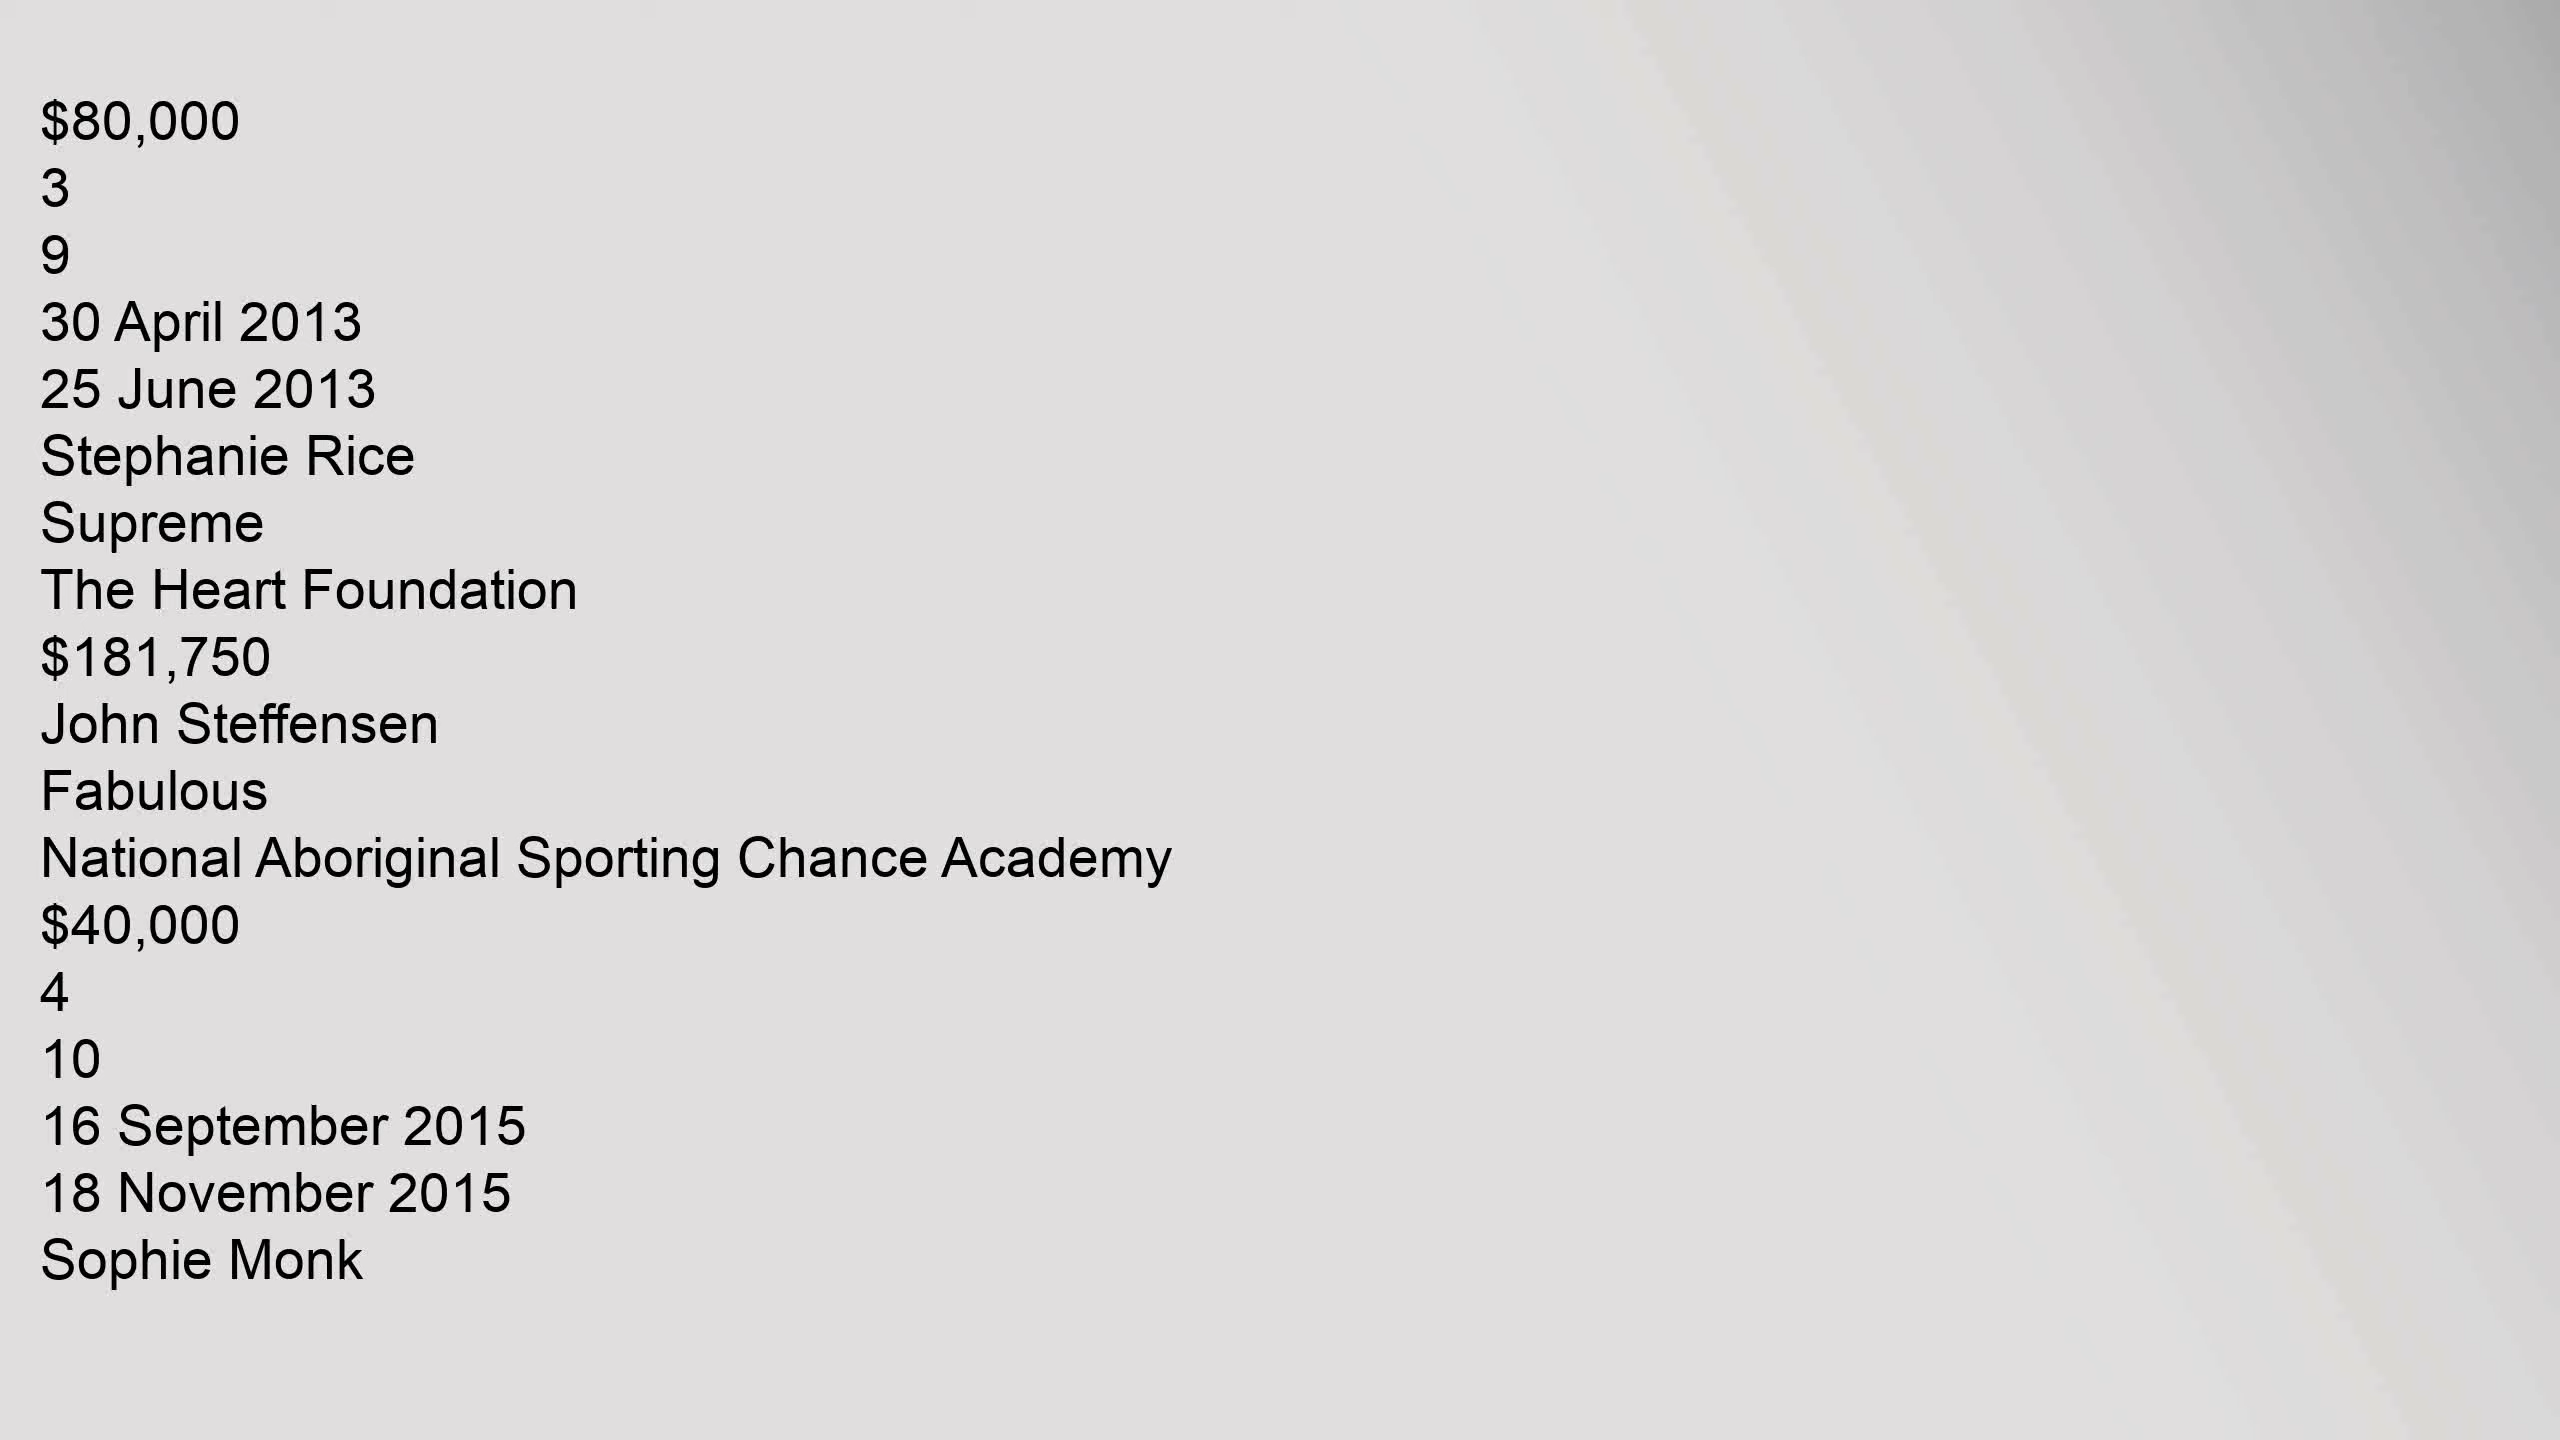 $80,000
3
9
30 April 2013
25 June 2013
Stephanie Rice
Supreme
The Heart Foundation
$181,750
John Steffensen
Fabulous
National Aboriginal Sporting Chance Academy
$40,000
4
10
16 September 2015
18 November 2015
Sophie Monk